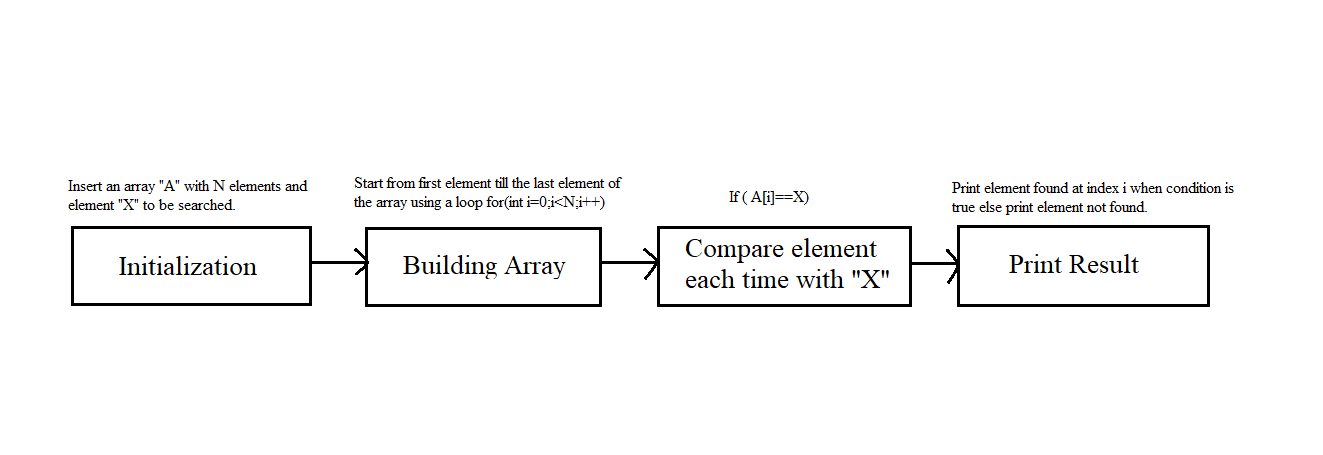 Insert an array "A" with N elements and
element "X" to be searched.
Initialization
Start from first element till the last element of
the array using a loop for(int i=0;i<N;i++)
Building Array
If ( A[i]==X)
Compare element
each time with "X"
Print element found at index i when condition is
true else print element not found.
Print Result